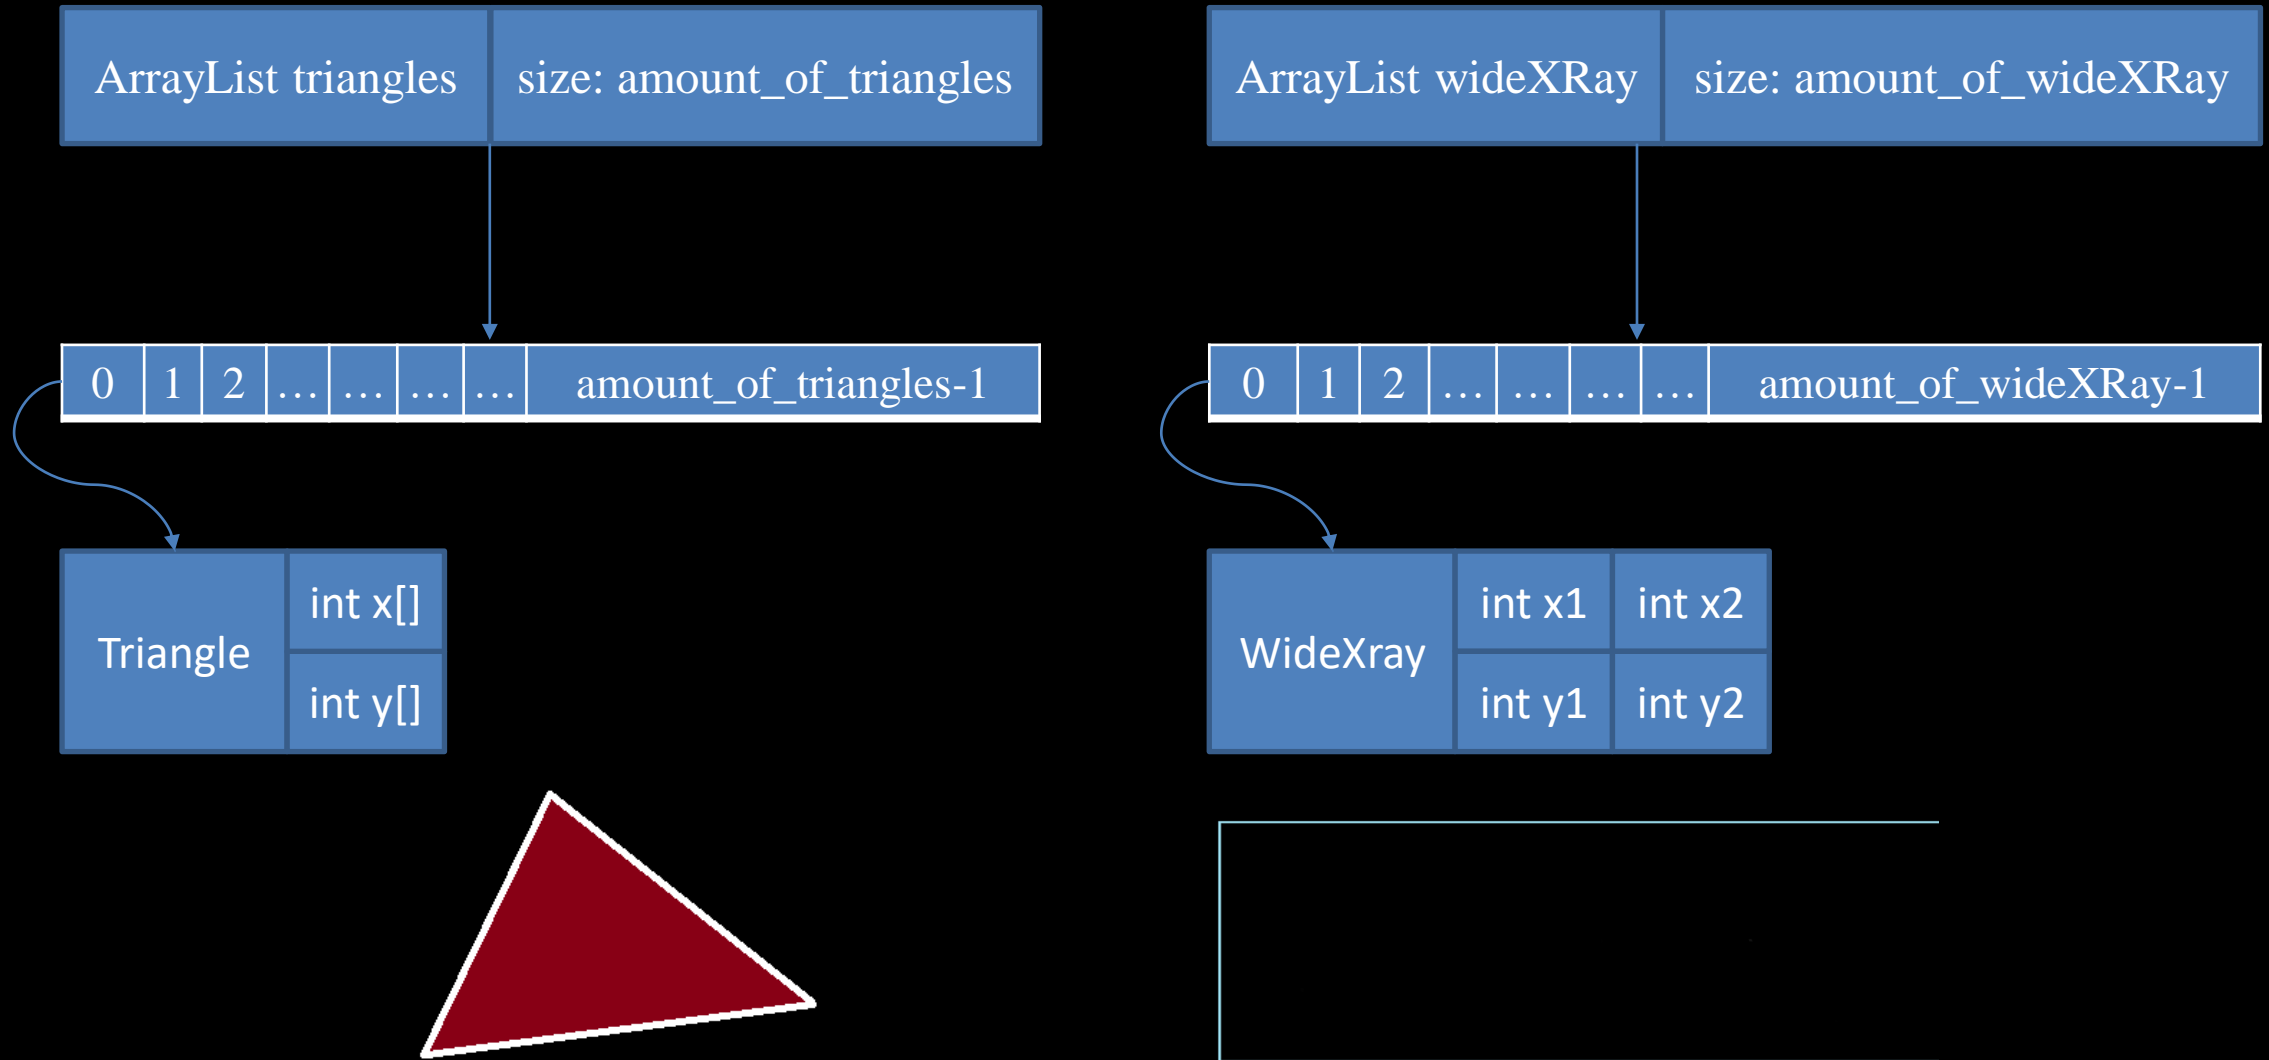 ArrayList triangles size: amount_of_triangles
0 1 2 … … … … amount_of_triangles-1
Triangle
int x[]
int y[]
ArrayList wideXRay size: amount_of_wideXRay
0 1 2 … … … … amount_of_wideXRay-1
WideXray
int x1 int x2
int y1 int y2